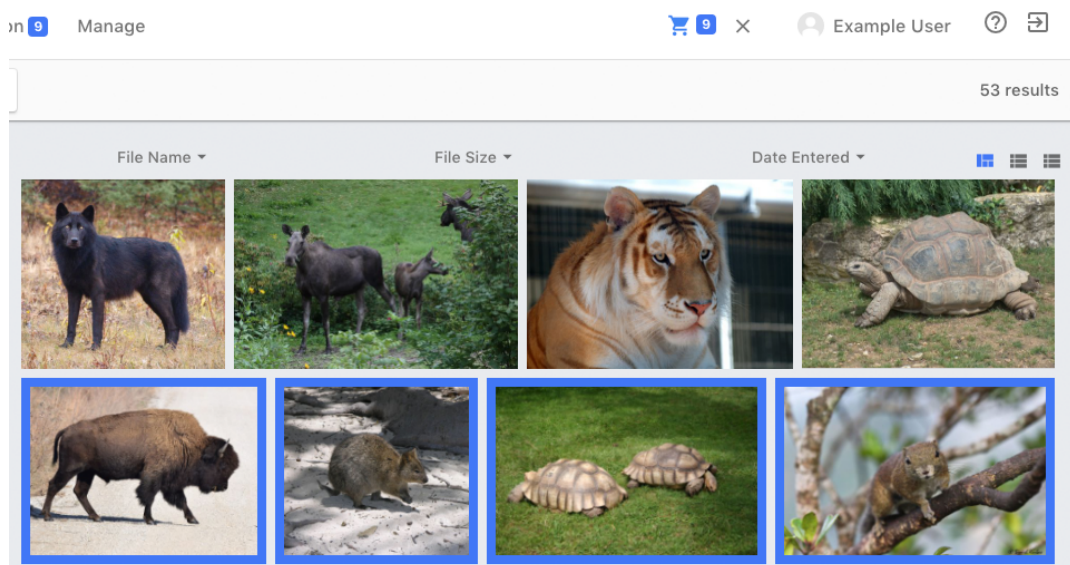 on 9 Manage 9 Example User
53 results
File Name File Size Date Entered